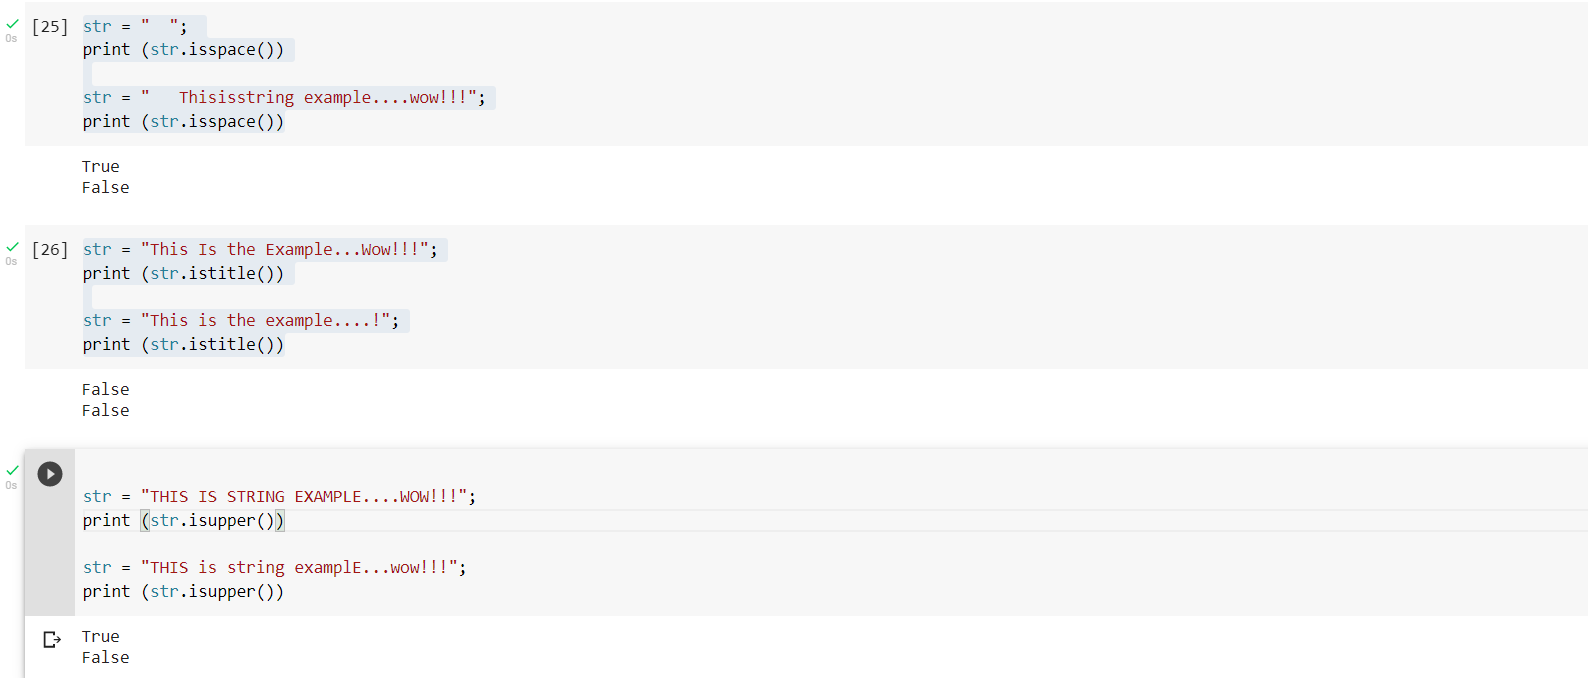 [25] str = "  ";
0s
print (str.isspace())
str = "   Thisisstring example....wow!!!";
print (str.isspace())
True
False
[26] str = "This Is the Example...Wow!!!";
0s
print (str.istitle())
str = "This is the example....!";
print (str.istitle())
False
False
0s
str = "THIS IS STRING EXAMPLE....WOW!!!";
print (str.isupper())
str = "THIS is string examplE...wow!!!";
print (str.isupper())
True
False